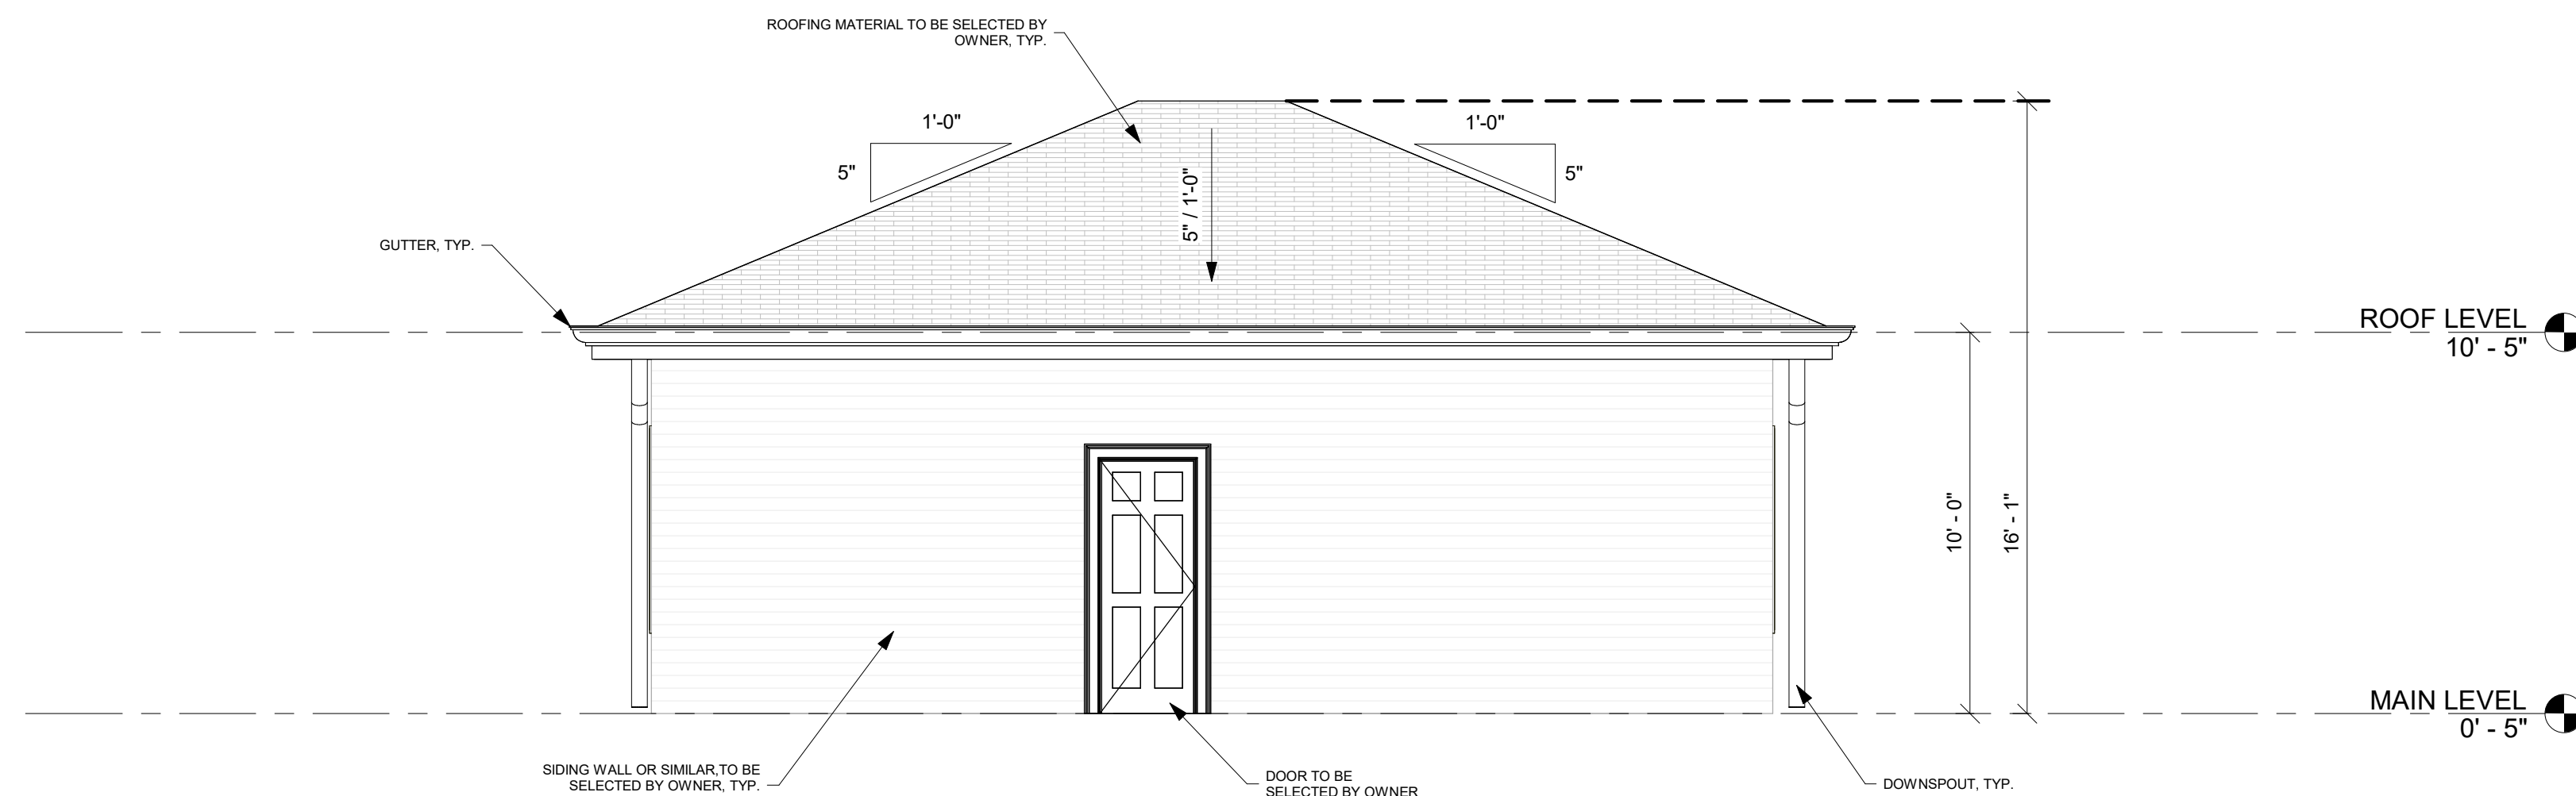 ROOFING MATERIAL TO BE SELECTED BY
OWNER, TYP.
1'-0"
5"
1'-0"
5"
5" / 1'-0"
GUTTER, TYP.
ROOF LEVEL
10' - 5"
10' - 0"
16' - 1"
MAIN LEVEL
0' - 5"
SIDING WALL OR SIMILAR,TO BE
SELECTED BY OWNER, TYP.
DOOR TO BE
SELECTED BY OWNER
DOWNSPOUT, TYP.